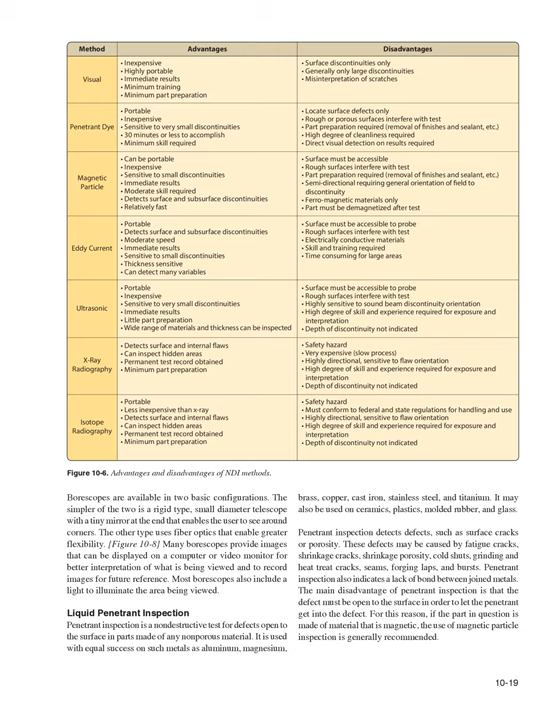 Method Advantages Disadvantages
Visual
• Inexpensive
• Highly portable
• Immediate results
• Minimum training
• Minimum part preparation
• Surface discontinuities only
• Generally only large discontinuities
• Misinterpretation of scratches
Penetrant Dye
• Portable
• Inexpensive
• Sensitive to very small discontinuities
• 30 minutes or less to accomplish
• Minimum skill required
• Locate surface defects only
• Rough or porous surfaces interfere with test
• Part preparation required (removal of finishes and sealant, etc.)
• High degree of cleanliness required
• Direct visual detection on results required
Magnetic
Particle
• Can be portable
• Inexpensive
• Sensitive to small discontinuities
• Immediate results
• Moderate skill required
• Detects surface and subsurface discontinuities
• Relatively fast
• Surface must be accessible
• Rough surfaces interfere with test
• Part preparation required (removal of finishes and sealant, etc.)
• Semi-directional requiring general orientation of field to
discontinuity
• Ferro-magnetic materials only
• Part must be demagnetized after test
Eddy Current
• Portable
• Detects surface and subsurface discontinuities
• Moderate speed
• Immediate results
• Sensitive to small discontinuities
• Thickness sensitive
• Can detect many variables
• Surface must be accessible to probe
• Rough surfaces interfere with test
• Electrically conductive materials
• Skill and training required
• Time consuming for large areas
Ultrasonic
• Portable
• Inexpensive
• Sensitive to very small discontinuities
• Immediate results
• Little part preparation
• Wide range of materials and thickness can be inspected
• Surface must be accessible to probe
• Rough surfaces interfere with test
• Highly sensitive to sound beam discontinuity orientation
• High degree of skill and experience required for exposure and
interpretation
• Depth of discontinuity not indicated
X-Ray
Radiography
• Detects surface and internal flaws
• Can inspect hidden areas
• Permanent test record obtained
• Minimum part preparation
• Safety hazard
• Very expensive (slow process)
• Highly directional, sensitive to flaw orientation
• High degree of skill and experience required for exposure and
interpretation
• Depth of discontinuity not indicated
Isotope
Radiography
• Portable
• Less inexpensive than x-ray
• Detects surface and internal flaws
• Can inspect hidden areas
• Permanent test record obtained
• Minimum part preparation
• Safety hazard
• Must conform to federal and state regulations for handling and use
• Highly directional, sensitive to flaw orientation
• High degree of skill and experience required for exposure and
interpretation
• Depth of discontinuity not indicated
Figure 10-6. Advantages and disadvantages of NDI methods.
Borescopes are available in two basic configurations. The
simpler of the two is a rigid type, small diameter telescope
with a tiny mirror at the end that enables the user to see around
corners. The other type uses fiber optics that enable greater
flexibility. [Figure 10-8] Many borescopes provide images
that can be displayed on a computer or video monitor for
better interpretation of what is being viewed and to record
images for future reference. Most borescopes also include a
light to illuminate the area being viewed.
Liquid Penetrant Inspection
Penetrant inspection is a nondestructive test for defects open to
the surface in parts made of any nonporous material. It is used
with equal success on such metals as aluminum, magnesium,
brass, copper, cast iron, stainless steel, and titanium. It may
also be used on ceramics, plastics, molded rubber, and glass.
Penetrant inspection detects defects, such as surface cracks
or porosity. These defects may be caused by fatigue cracks,
shrinkage cracks, shrinkage porosity, cold shuts, grinding and
heat treat cracks, seams, forging laps, and bursts. Penetrant
inspection also indicates a lack of bond between joined metals.
The main disadvantage of penetrant inspection is that the
defect must be open to the surface in order to let the penetrant
get into the defect. For this reason, if the part in question is
made of material that is magnetic, the use of magnetic particle
inspection is generally recommended.
10-19